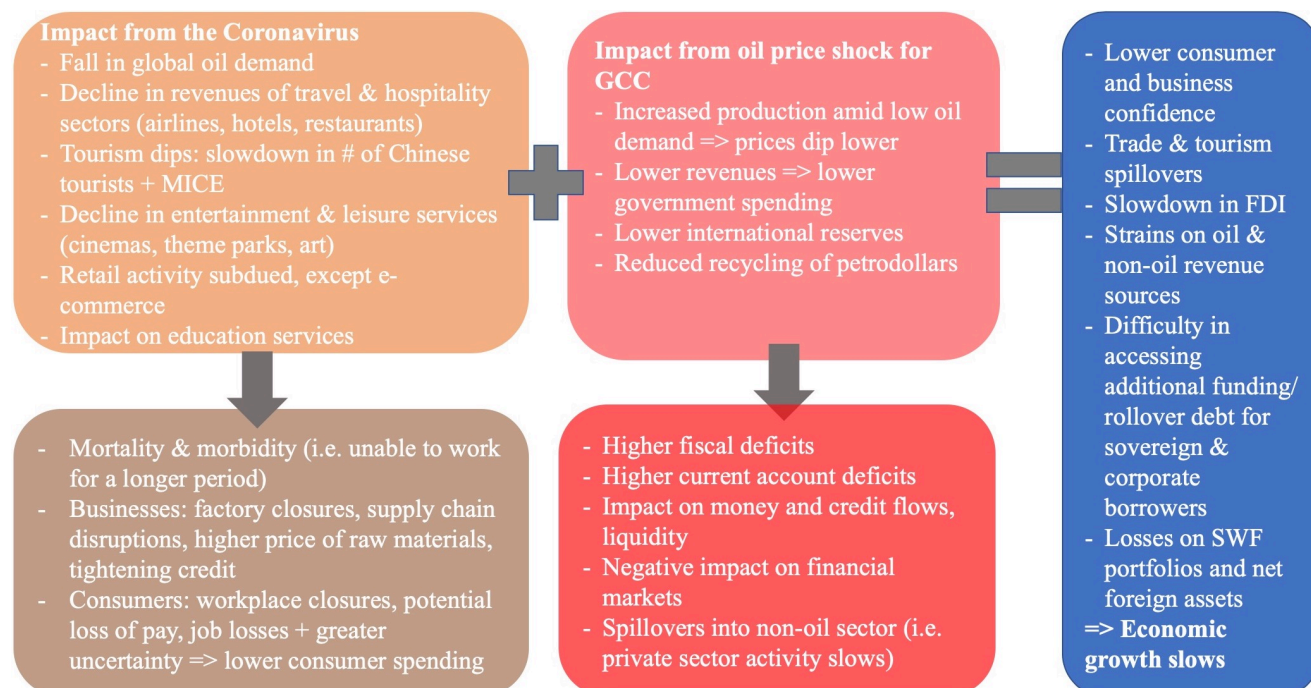 Impact from the Coronavirus
- Fall in global oil demand
- Decline in revenues of travel & hospitality
sectors (airlines, hotels, restaurants)
- Tourism dips: slowdown in # of Chinese
tourists + MICE
- Decline in entertainment & leisure services
(cinemas, theme parks, art)
- Retail activity subdued, except e-
commerce
- Impact on education services
Impact from oil price shock for
GCC
- Increased production amid low oil
demand => prices dip lower
- Lower revenues => lower
government spending
- Lower international reserves
- Reduced recycling of petrodollars
- Lower consumer
and business
confidence
- Trade & tourism
spillovers
- Slowdown in FDI
- Strains on oil &
non-oil revenue
sources
- Difficulty in
accessing
additional funding/
rollover debt for
sovereign &
corporate
borrowers
- Losses on SWF
portfolios and net
foreign assets
=> Economic
growth slows
- Mortality & morbidity (i.e. unable to work
for a longer period)
- Businesses: factory closures, supply chain
disruptions, higher price of raw materials,
tightening credit
- Consumers: workplace closures, potential
loss of pay, job losses + greater
uncertainty => lower consumer spending
- Higher fiscal deficits
- Higher current account deficits
- Impact on money and credit flows,
liquidity
- Negative impact on financial
markets
- Spillovers into non-oil sector (i.e.
private sector activity slows)